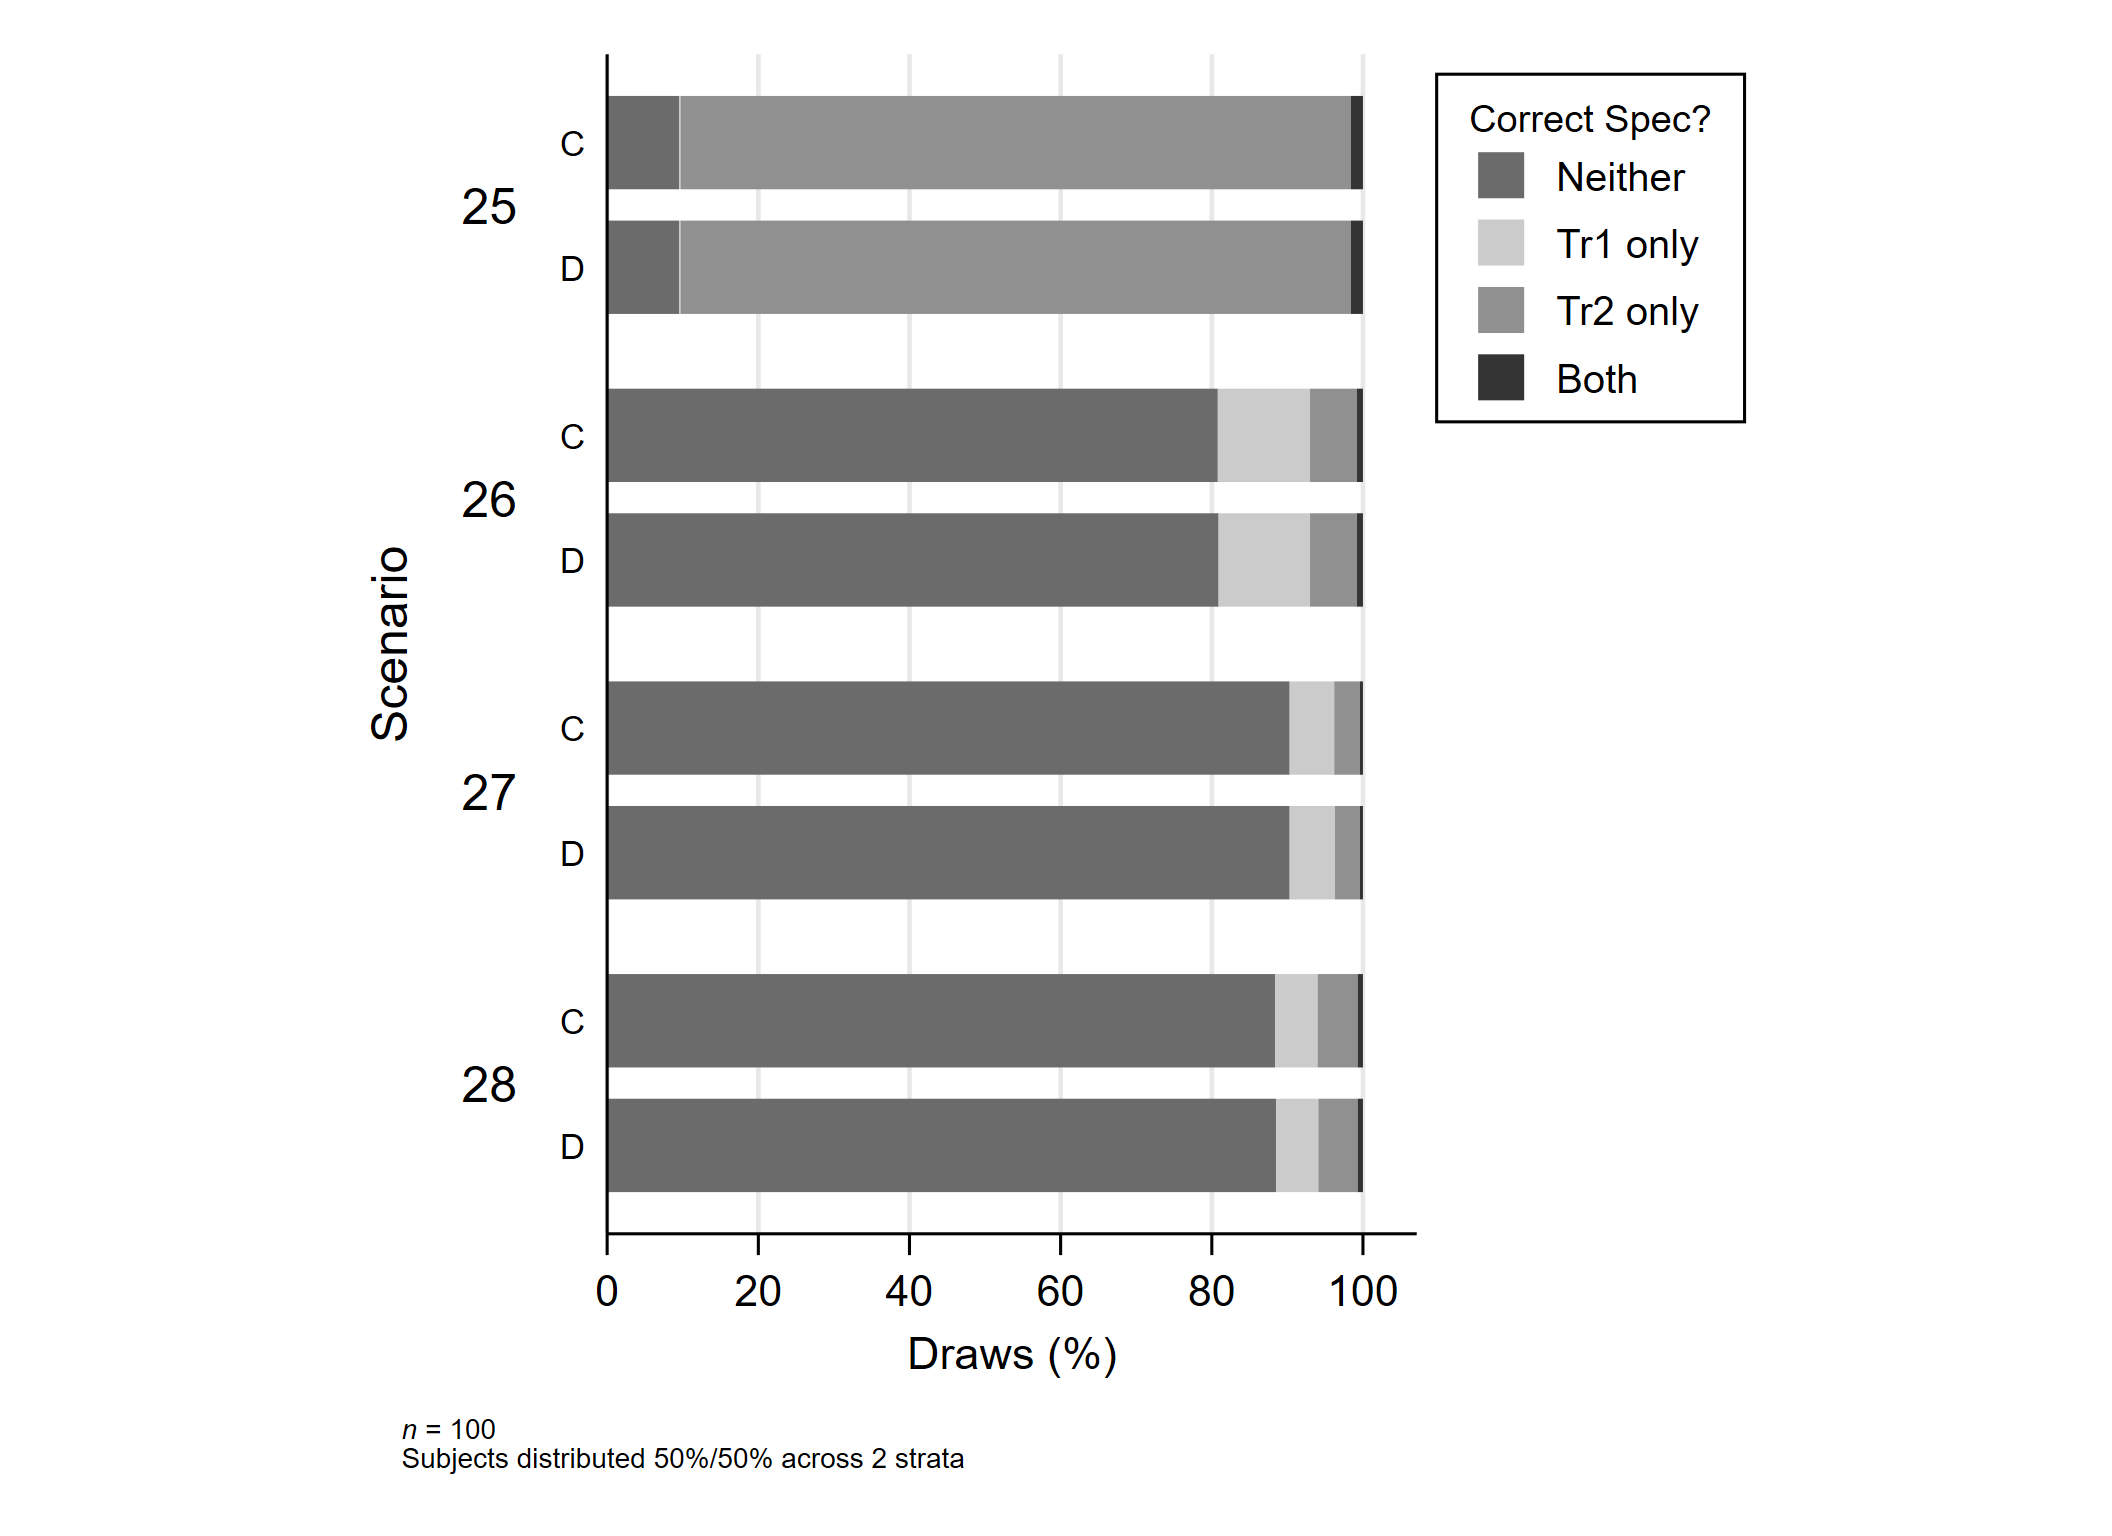 Correct Spec?
Neither
Tr1 only
Tr2 only
Both
Scenario
25
C
D
26
C
D
27
C
D
28
C
D
0 20 40 60 80 100
Draws (%)
n = 100
Subjects distributed 50%/50% across 2 strata